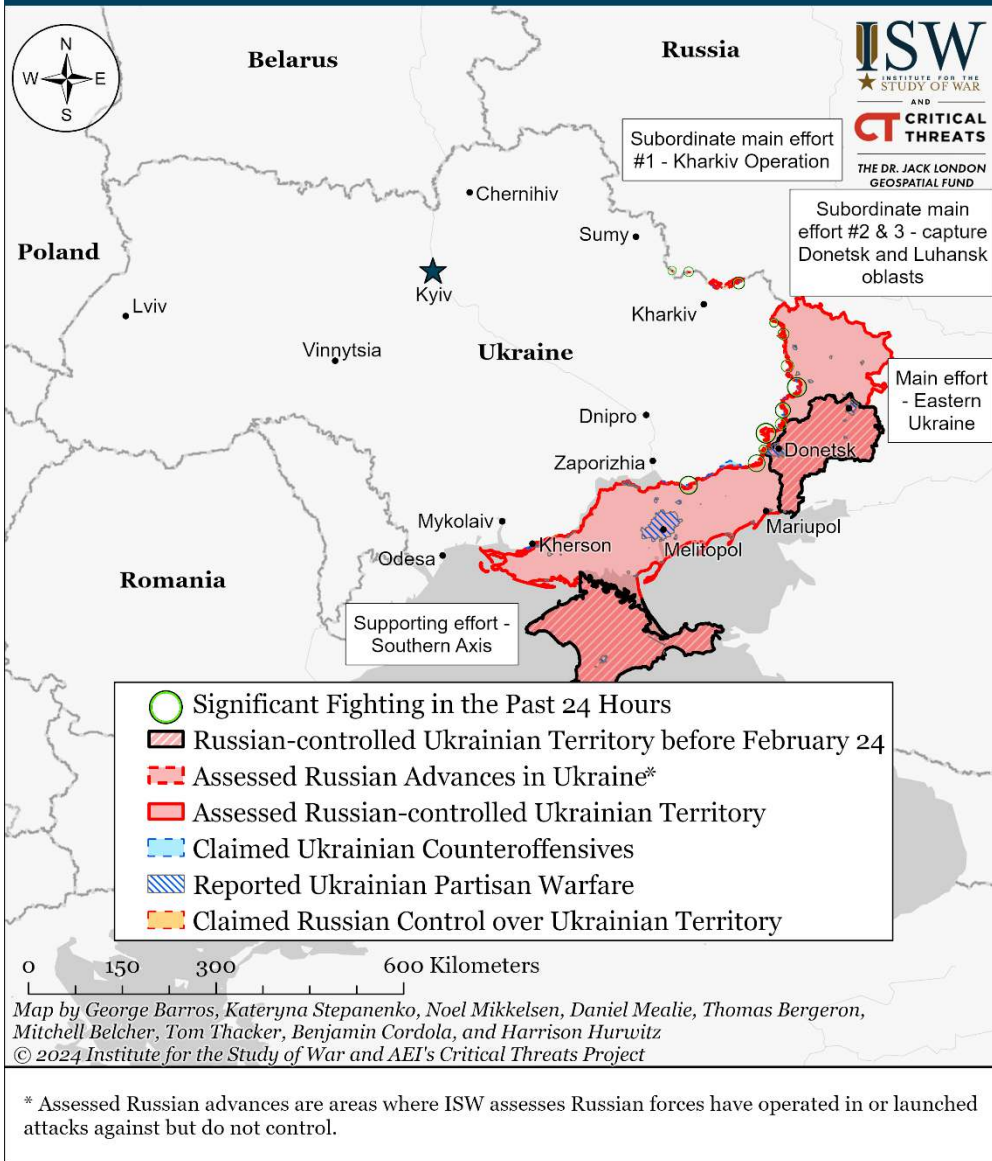 N
W
E
S
Belarus
Russia
ISW
INSTITUTE FOR THE
STUDY OF WAR
AND
CT CRITICAL
THREATS
THE DR. JACK LONDON
GEOSPATIAL FUND
Subordinate main effort
#1 - Kharkiv Operation
Subordinate main
effort #2 & 3 - capture
Donetsk and Luhansk
oblasts
Chernihiv
Sumy
Poland
Kyiv
Lviv
Kharkiv
Vinnytsia
Ukraine
Main effort
- Eastern
Ukraine
Dnipro
Donetsk
Zaporizhia
Mykolaiv
Mariupol
Kherson
Odesa
Melitopol
Romania
Supporting effort -
Southern Axis
Significant Fighting in the Past 24 Hours
Russian-controlled Ukrainian Territory before February 24
Assessed Russian Advances in Ukraine*
Assessed Russian-controlled Ukrainian Territory
Claimed Ukrainian Counteroffensives
Reported Ukrainian Partisan Warfare
Claimed Russian Control over Ukrainian Territory
0 150 300 600 Kilometers
Map by George Barros, Kateryna Stepanenko, Noel Mikkelsen, Daniel Mealie, Thomas Bergeron,
Mitchell Belcher, Tom Thacker, Benjamin Cordola, and Harrison Hurwitz
© 2024 Institute for the Study of War and AEI's Critical Threats Project
* Assessed Russian advances are areas where ISW assesses Russian forces have operated in or launched
attacks against but do not control.